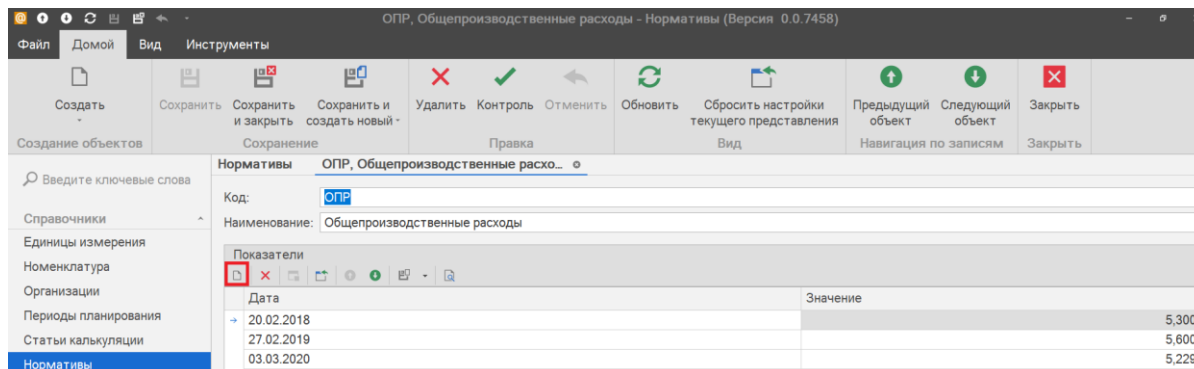 ОПР, Общепроизводственные расходы - Нормативы (Версия 0.0.7458)
Файл Домой Вид Инструменты
Создать Сохранить Сохранить и закрыть Сохранить и создать новый Удалить Контроль Отменить Обновить Сбросить настройки текущего представления Предыдущий объект Следующий объект Закрыть
Создание объектов Сохранение Правка Вид Навигация по записям Закрыть
Введите ключевые слова
Справочники
Единицы измерения
Номенклатура
Организации
Периоды планирования
Статьи калькуляции
Нормативы
Нормативы ОПР, Общепроизводственные расхо...
Код: ОПР
Наименование: Общепроизводственные расходы
Показатели
Дата Значение
20.02.2018 5,300
27.02.2019 5,600
03.03.2020 5,229